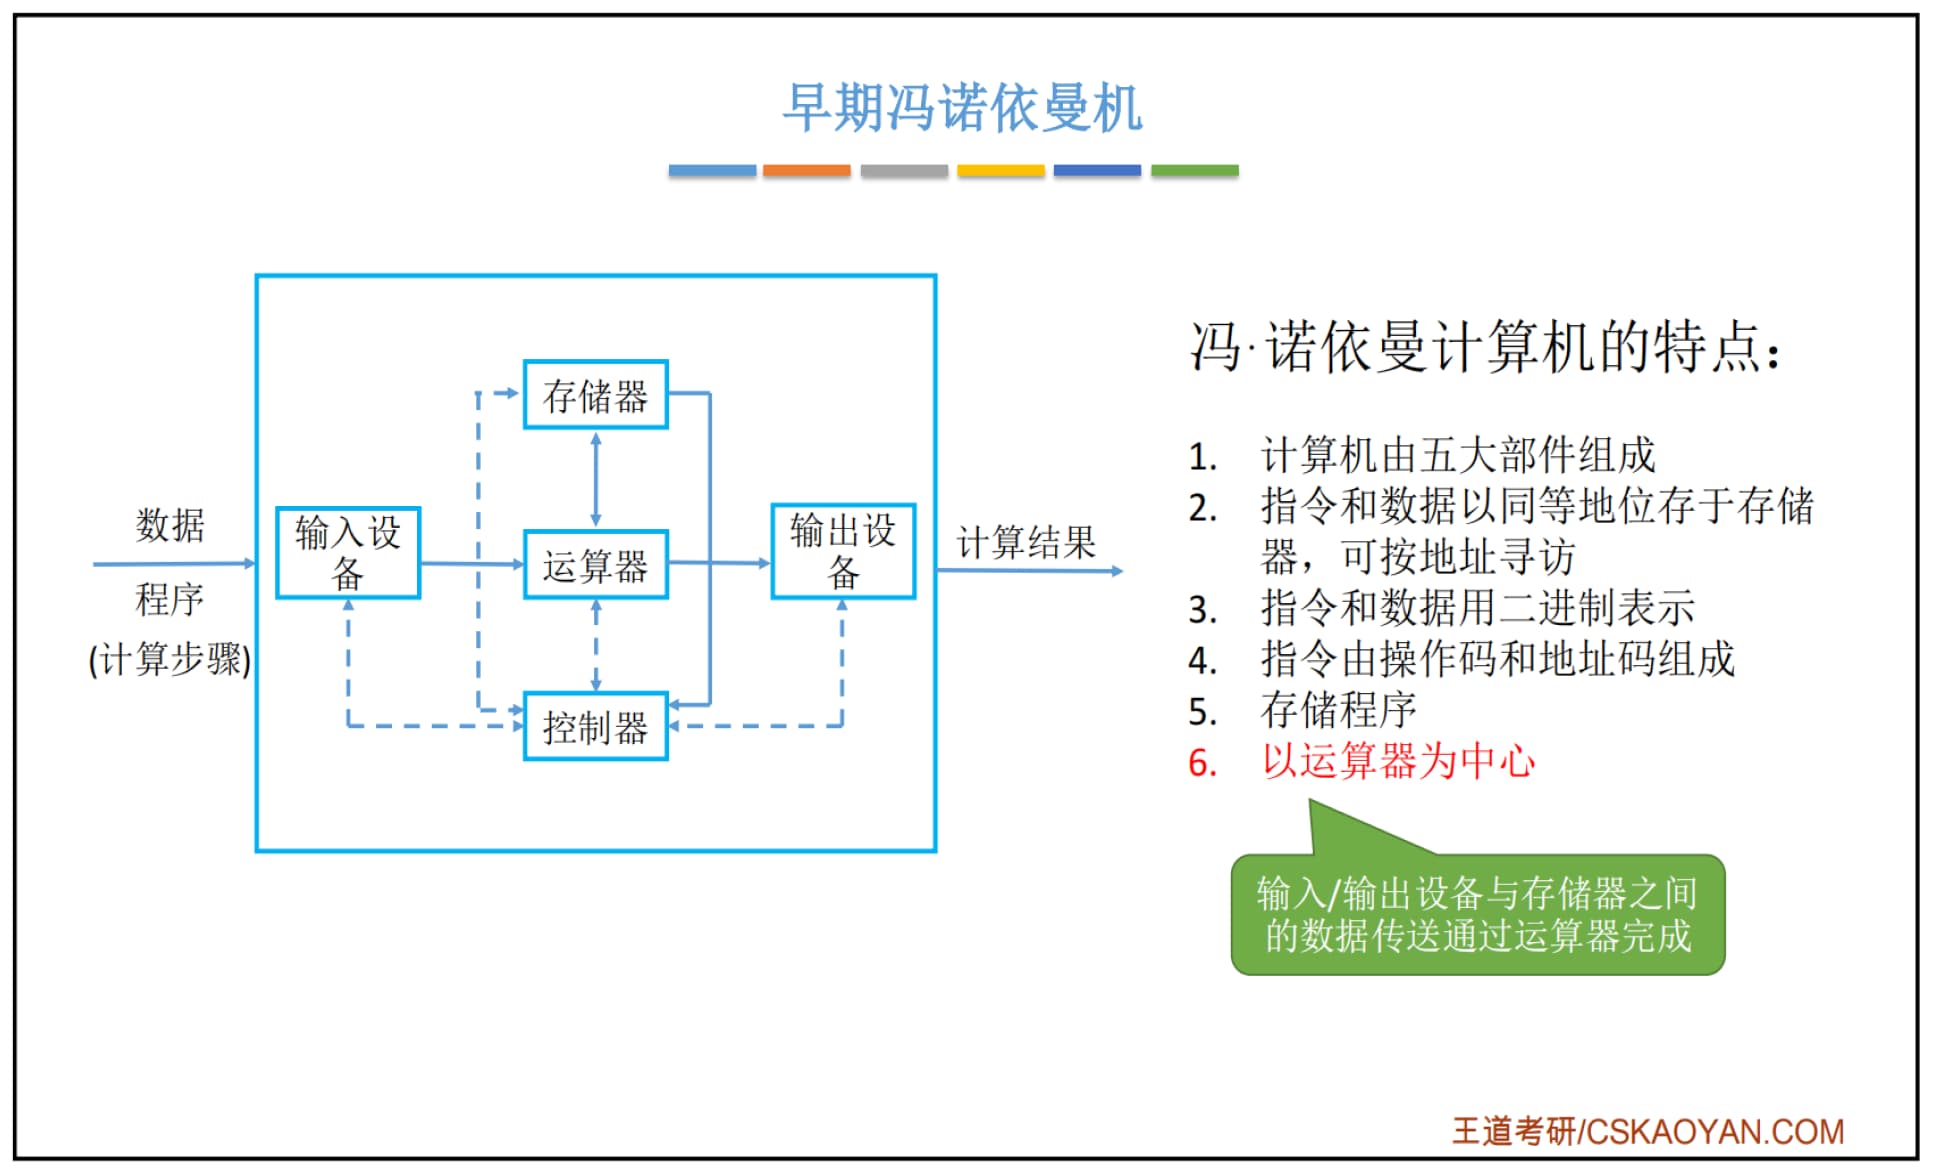 早期冯诺依曼机
数据
程序
(计算步骤)
输入设
备
存储器
运算器
控制器
输出设
备
计算结果
冯·诺依曼计算机的特点：
1. 计算机由五大部件组成
2. 指令和数据以同等地位存于存储
器，可按地址寻访
3. 指令和数据用二进制表示
4. 指令由操作码和地址码组成
5. 存储程序
6. 以运算器为中心
输入/输出设备与存储器之间
的数据传送通过运算器完成
王道考研/CSKAOYAN.COM